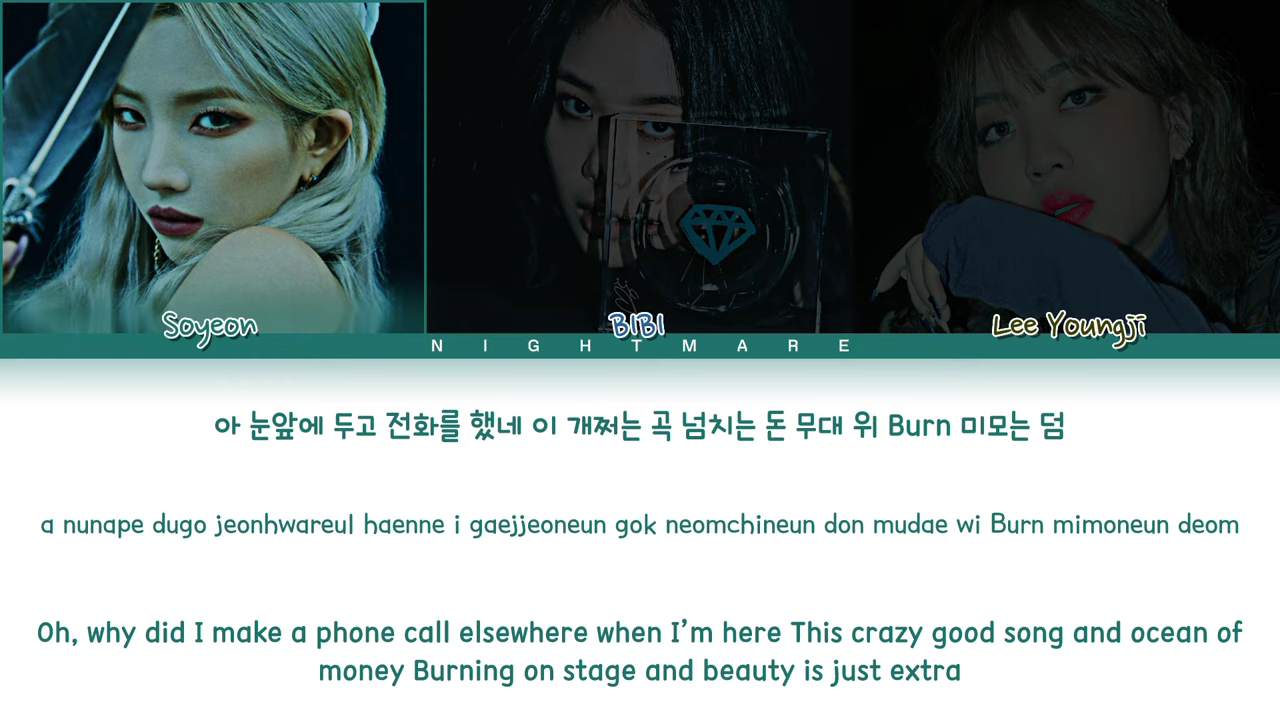 Soyeon
BIBI
Lee Youngji
NIGHTMARE
아 눈앞에 두고 전화를 했네 이 개쩌는 곡 넘치는 돈 무대 위 Burn 미모는 덤
a nunape dugo jeonhwareul haenne i gaejjeoneun gok neomchineun don mudae wi Burn mimoneun deom
Oh, why did I make a phone call elsewhere when I’m here This crazy good song and ocean of
money Burning on stage and beauty is just extra